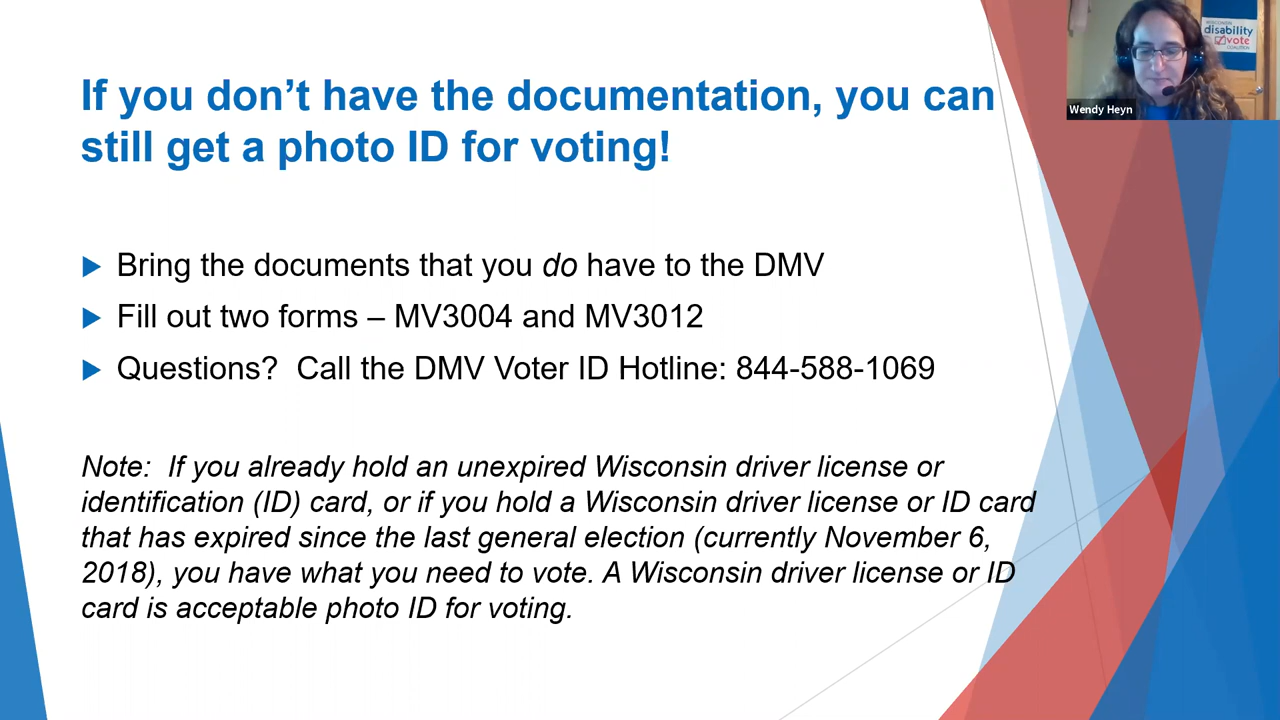 If you don’t have the documentation, you can
still get a photo ID for voting!
Bring the documents that you do have to the DMV
Fill out two forms – MV3004 and MV3012
Questions?  Call the DMV Voter ID Hotline: 844-588-1069
Note:  If you already hold an unexpired Wisconsin driver license or
identification (ID) card, or if you hold a Wisconsin driver license or ID card
that has expired since the last general election (currently November 6,
2018), you have what you need to vote. A Wisconsin driver license or ID
card is acceptable photo ID for voting.
WISCONSIN
disability
vote
COALITION
Wendy Heyn